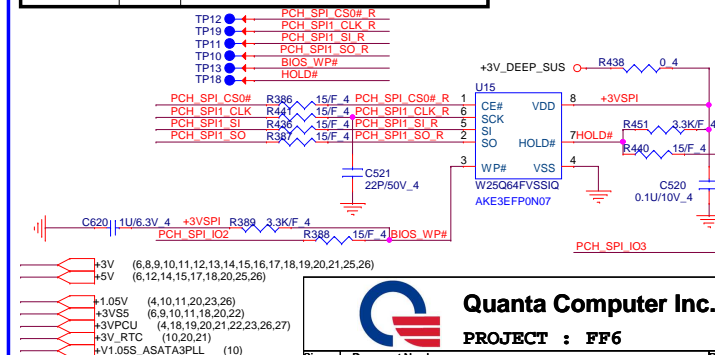 TP12 PCH_SPI_CS0#_R
TP19 PCH_SPI1_CLK_R
TP11 PCH_SPI1_SI_R
TP10 PCH_SPI1_SO_R
TP13 BIOS_WP#
TP18 HOLD#
+3V_DEEP_SUS R438 0_4
U15
PCH_SPI_CS0# R386 15/F_4 PCH_SPI_CS0#_R 1 CE# VDD 8 +3VSPI
PCH_SPI1_CLK R441 15/F_4 PCH_SPI1_CLK_R 6 SCK
PCH_SPI1_SI R436 15/F_4 PCH_SPI1_SI_R 5 SI R451 3.3K/F_4
PCH_SPI1_SO R387 15/F_4 PCH_SPI1_SO_R 2 SO HOLD# 7 HOLD#
R440 15/F_4
3 WP# VSS 4
C521
22P/50V_4
W25Q64FVSSIQ
AKE3EFP0N07
C520
0.1U/10V_4
C620 1U/6.3V_4 +3VSPI R389 3.3K/F_4
PCH_SPI_IO2 R388 15/F_4 BIOS_WP#
PCH_SPI_IO3
+3V (6,8,9,10,11,12,13,14,15,16,17,18,19,20,21,25,26)
+5V (6,12,14,15,17,18,20,25,26)
+1.05V (4,10,11,20,23,26)
+3VS5 (6,9,10,11,18,20,22)
+3VPCU (4,18,19,20,21,22,23,26,27)
+3V_RTC (10,20,21)
+V1.05S_ASATA3PLL (10)
Quanta Computer Inc.
PROJECT : FF6